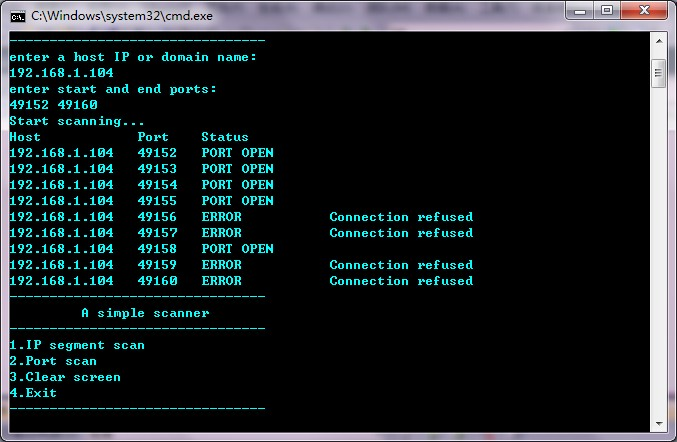 C:\Windows\system32\cmd.exe
--------------------------------
enter a host IP or domain name:
192.168.1.104
enter start and end ports:
49152 49160
Start scanning...
Host Port Status
192.168.1.104 49152 PORT OPEN
192.168.1.104 49153 PORT OPEN
192.168.1.104 49154 PORT OPEN
192.168.1.104 49155 PORT OPEN
192.168.1.104 49156 ERROR Connection refused
192.168.1.104 49157 ERROR Connection refused
192.168.1.104 49158 PORT OPEN
192.168.1.104 49159 ERROR Connection refused
192.168.1.104 49160 ERROR Connection refused
--------------------------------
A simple scanner
--------------------------------
1.IP segment scan
2.Port scan
3.Clear screen
4.Exit
--------------------------------